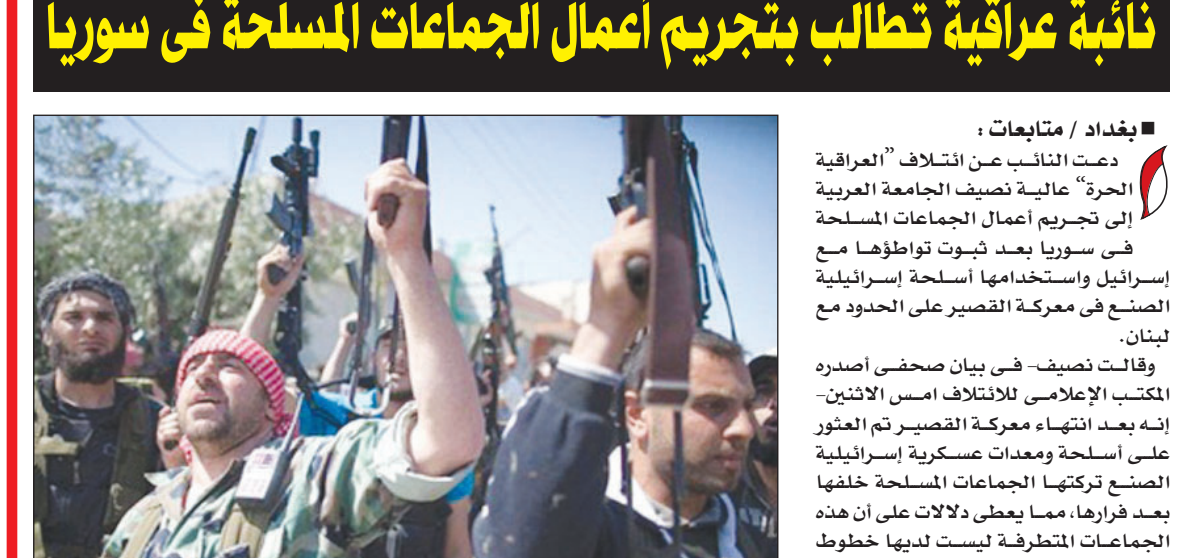 نائبة عراقية تطالب بتجريم أعمال الجماعات المسلحة فى سوريا
■ بغداد / متابعات :
دعت النائب عن ائتلاف ”العراقية
الحرة“ عالية نصيف الجامعة العربية
إلى تجريم أعمال الجماعات المسلحة
فى سوريا بعد ثبوت تواطؤها مع
إسرائيل واستخدامها أسلحة إسرائيلية
الصنع فى معركة القصير على الحدود مع
لبنان.
وقالت نصيف- فى بيان صحفى أصدره
المكتب الإعلامى للائتلاف امس الاثنين-
إنه بعد انتهاء معركة القصير تم العثور
على أسلحة ومعدات عسكرية إسرائيلية
الصنع تركتها الجماعات المسلحة خلفها
بعد فرارها، مما يعطى دلالات على أن هذه
الجماعات المتطرفة ليست لديها خطوط